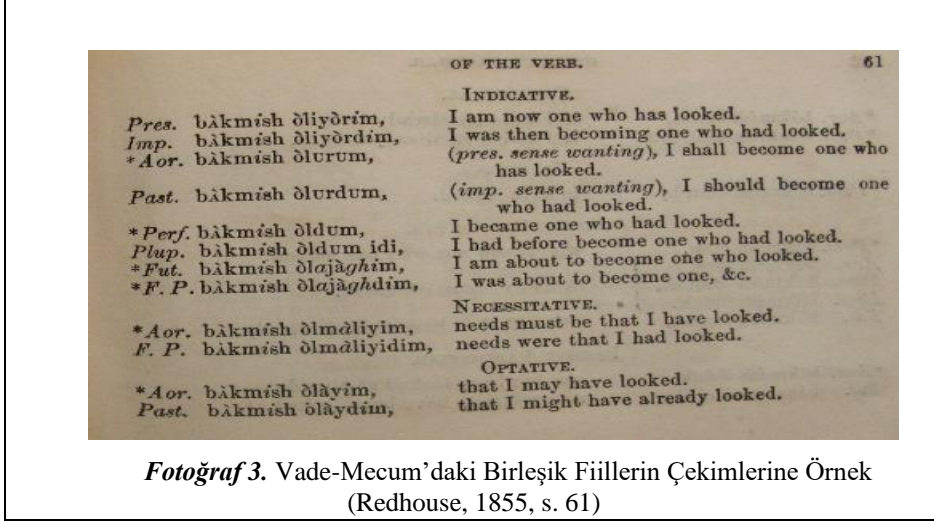 OF THE VERB. 61
INDICATIVE.
Pres. bàkmish òliyòrim, I am now one who has looked.
Imp. bàkmish òliyòrdim, I was then becoming one who had looked.
*Aor. bàkmish òlurum, (pres. sense wanting), I shall become one who
has looked.
Past. bàkmish òlurdum, (imp. sense wanting), I should become one
who had looked.
*Perf. bàkmish òldum, I became one who had looked.
Plup. bàkmish òldum idi, I had before become one who had looked.
*Fut. bàkmish òlajàghim, I am about to become one who looked.
*F. P. bàkmish òlajàghdim, I was about to become one, &c.
NECESSITATIVE.
*Aor. bàkmish òlmàliyim, needs must be that I have looked.
F. P. bàkmish òlmàliyidim, needs were that I had looked.
OPTATIVE.
*Aor. bàkmish òlàyim, that I may have looked.
Past. bàkmish òlàydim, that I might have already looked.
Fotoğraf 3. Vade-Mecum’daki Birleşik Fiillerin Çekimlerine Örnek
(Redhouse, 1855, s. 61)